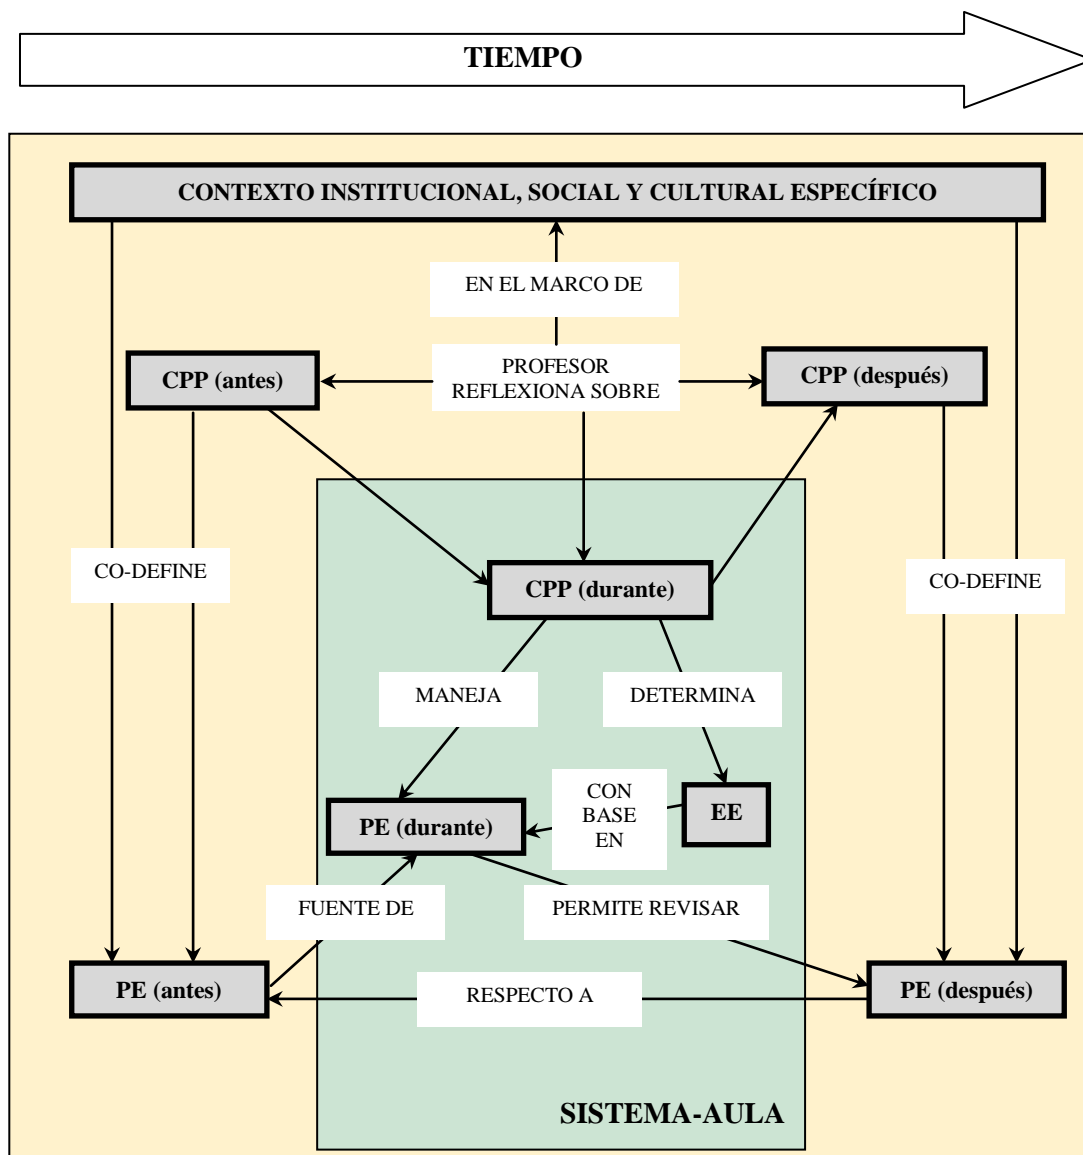 TIEMPO
CONTEXTO INSTITUCIONAL, SOCIAL Y CULTURAL ESPECÍFICO
EN EL MARCO DE
CPP (antes)
PROFESOR
REFLEXIONA SOBRE
CPP (después)
CO-DEFINE
CPP (durante)
CO-DEFINE
MANEJA
DETERMINA
PE (durante)
CON
BASE
EN
EE
FUENTE DE
PERMITE REVISAR
PE (antes)
RESPECTO A
PE (después)
SISTEMA-AULA